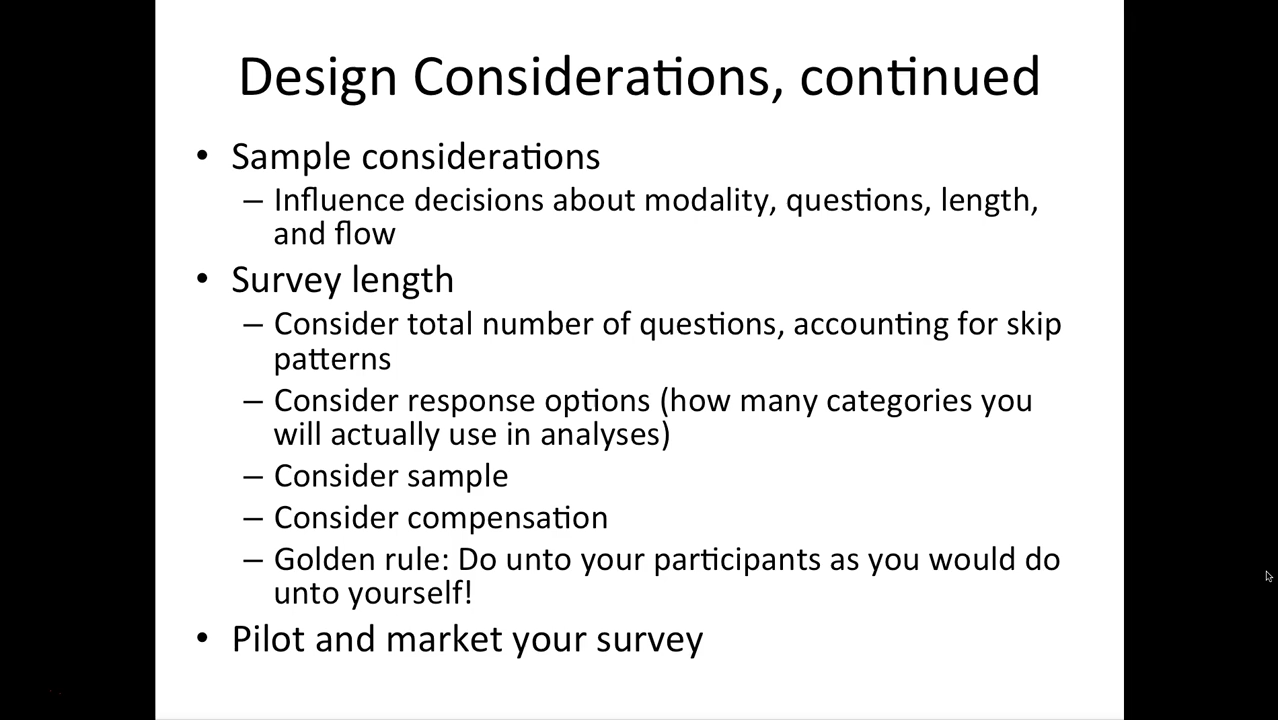 Design Considerations, continued
• Sample considerations
– Influence decisions about modality, questions, length,
and flow
• Survey length
– Consider total number of questions, accounting for skip
patterns
– Consider response options (how many categories you
will actually use in analyses)
– Consider sample
– Consider compensation
– Golden rule: Do unto your participants as you would do
unto yourself!
• Pilot and market your survey